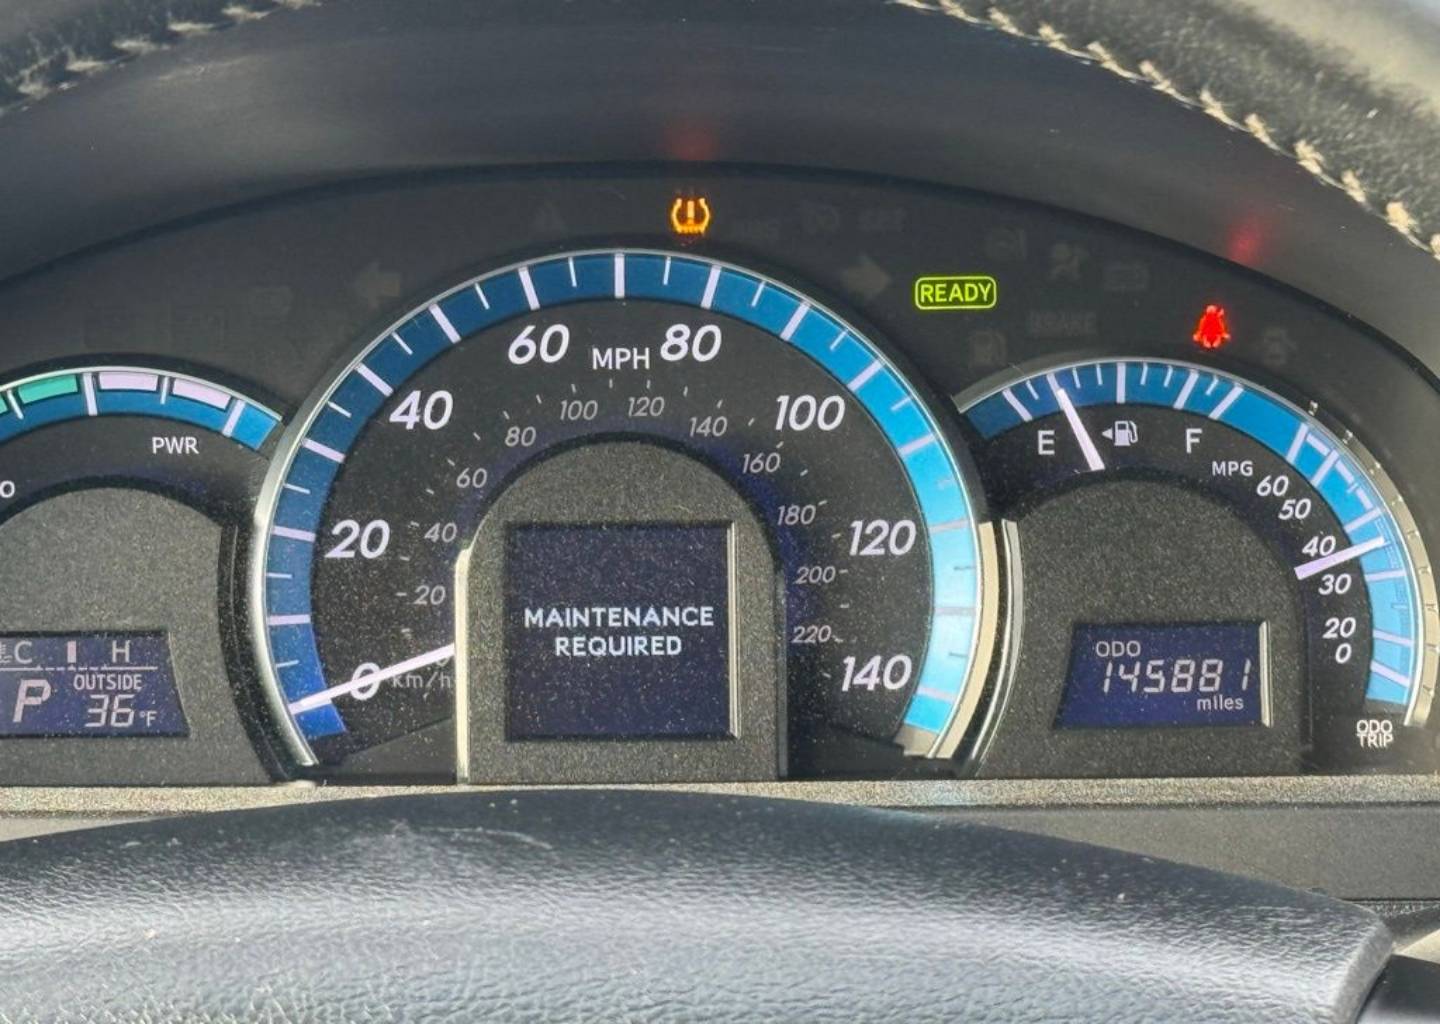 READY
60 MPH 80
40 100
20 120
0 140
20 40 60 80 100 120 140 160 180 200 220
km/h
PWR
C H
P OUTSIDE
36°F
MAINTENANCE
REQUIRED
E F
MPG
60
50
40
30
20
0
ODO
145881
miles
ODO
TRIP